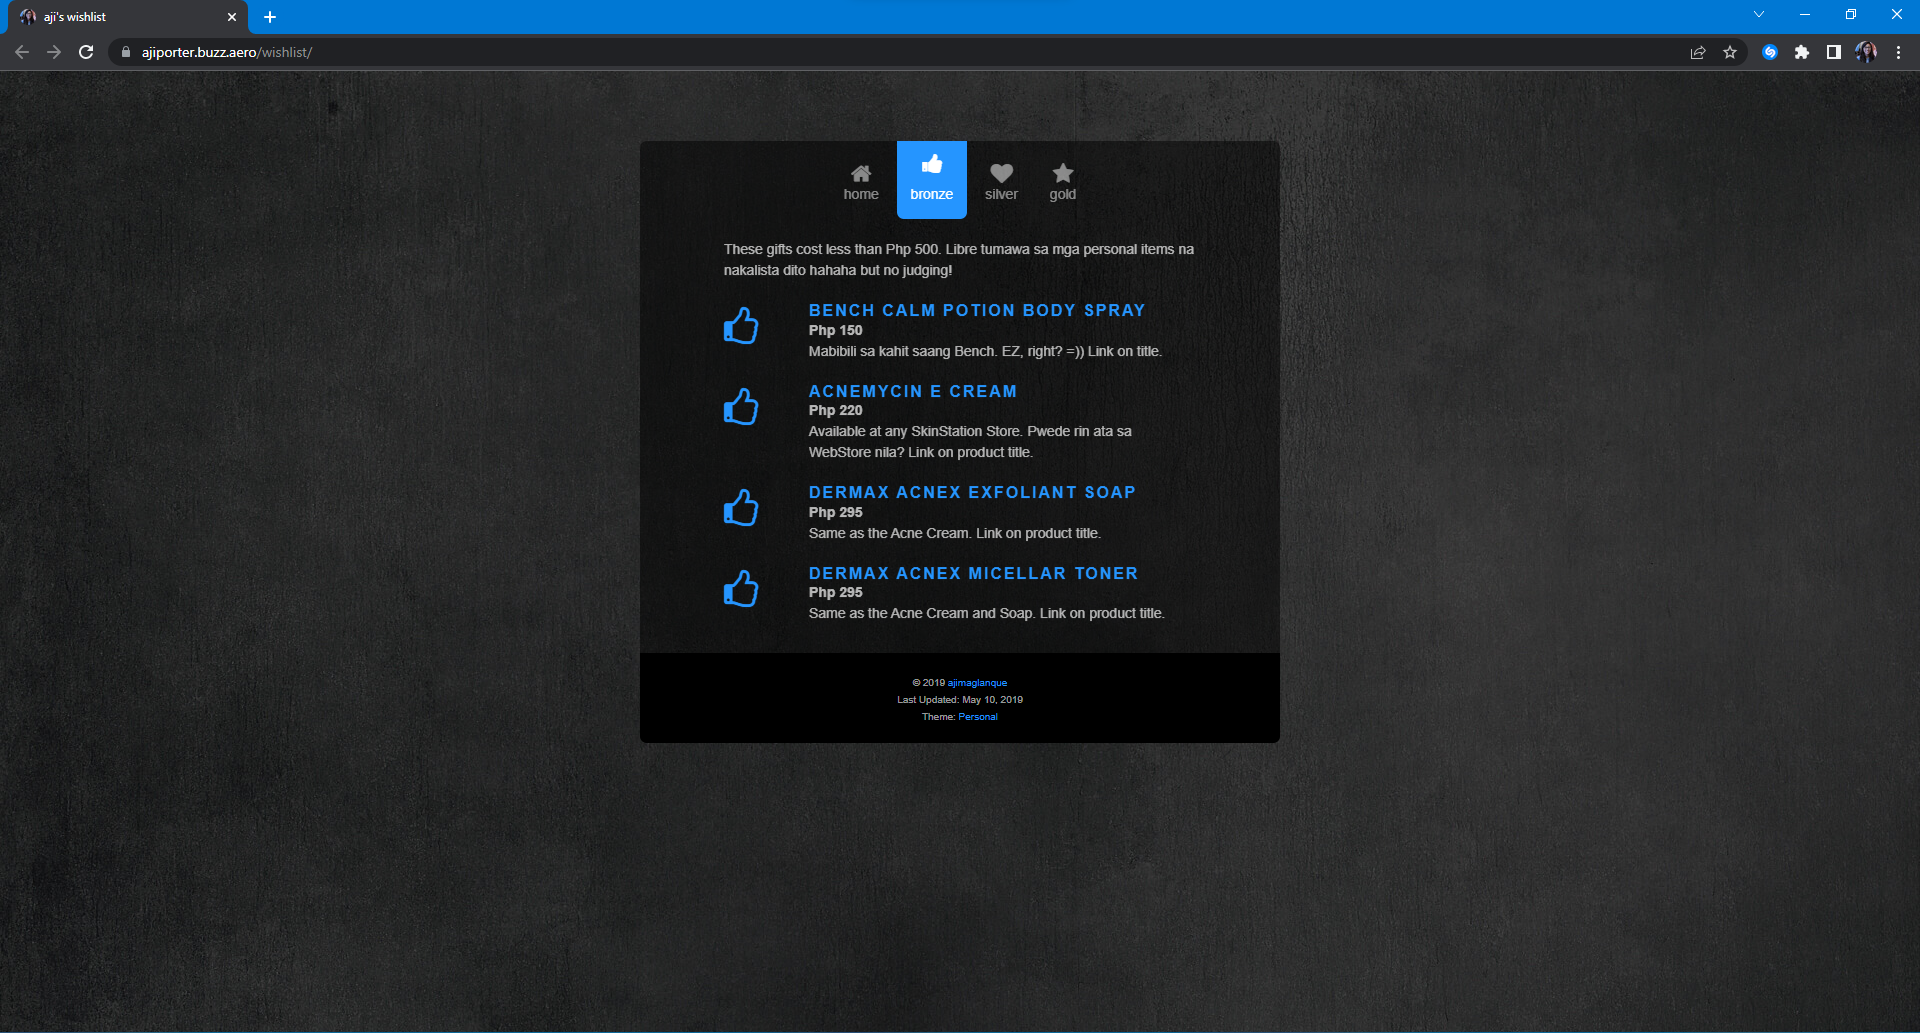 aji's wishlist
ajiporter.buzz.aero/wishlist/
home
bronze
silver
gold
These gifts cost less than Php 500. Libre tumawa sa mga personal items na
nakalista dito hahaha but no judging!
BENCH CALM POTION BODY SPRAY
Php 150
Mabibili sa kahit saang Bench. EZ, right? =)) Link on title.
ACNEMYCIN E CREAM
Php 220
Available at any SkinStation Store. Pwede rin ata sa
WebStore nila? Link on product title.
DERMAX ACNEX EXFOLIANT SOAP
Php 295
Same as the Acne Cream. Link on product title.
DERMAX ACNEX MICELLAR TONER
Php 295
Same as the Acne Cream and Soap. Link on product title.
© 2019 ajimaglanque
Last Updated: May 10, 2019
Theme: Personal